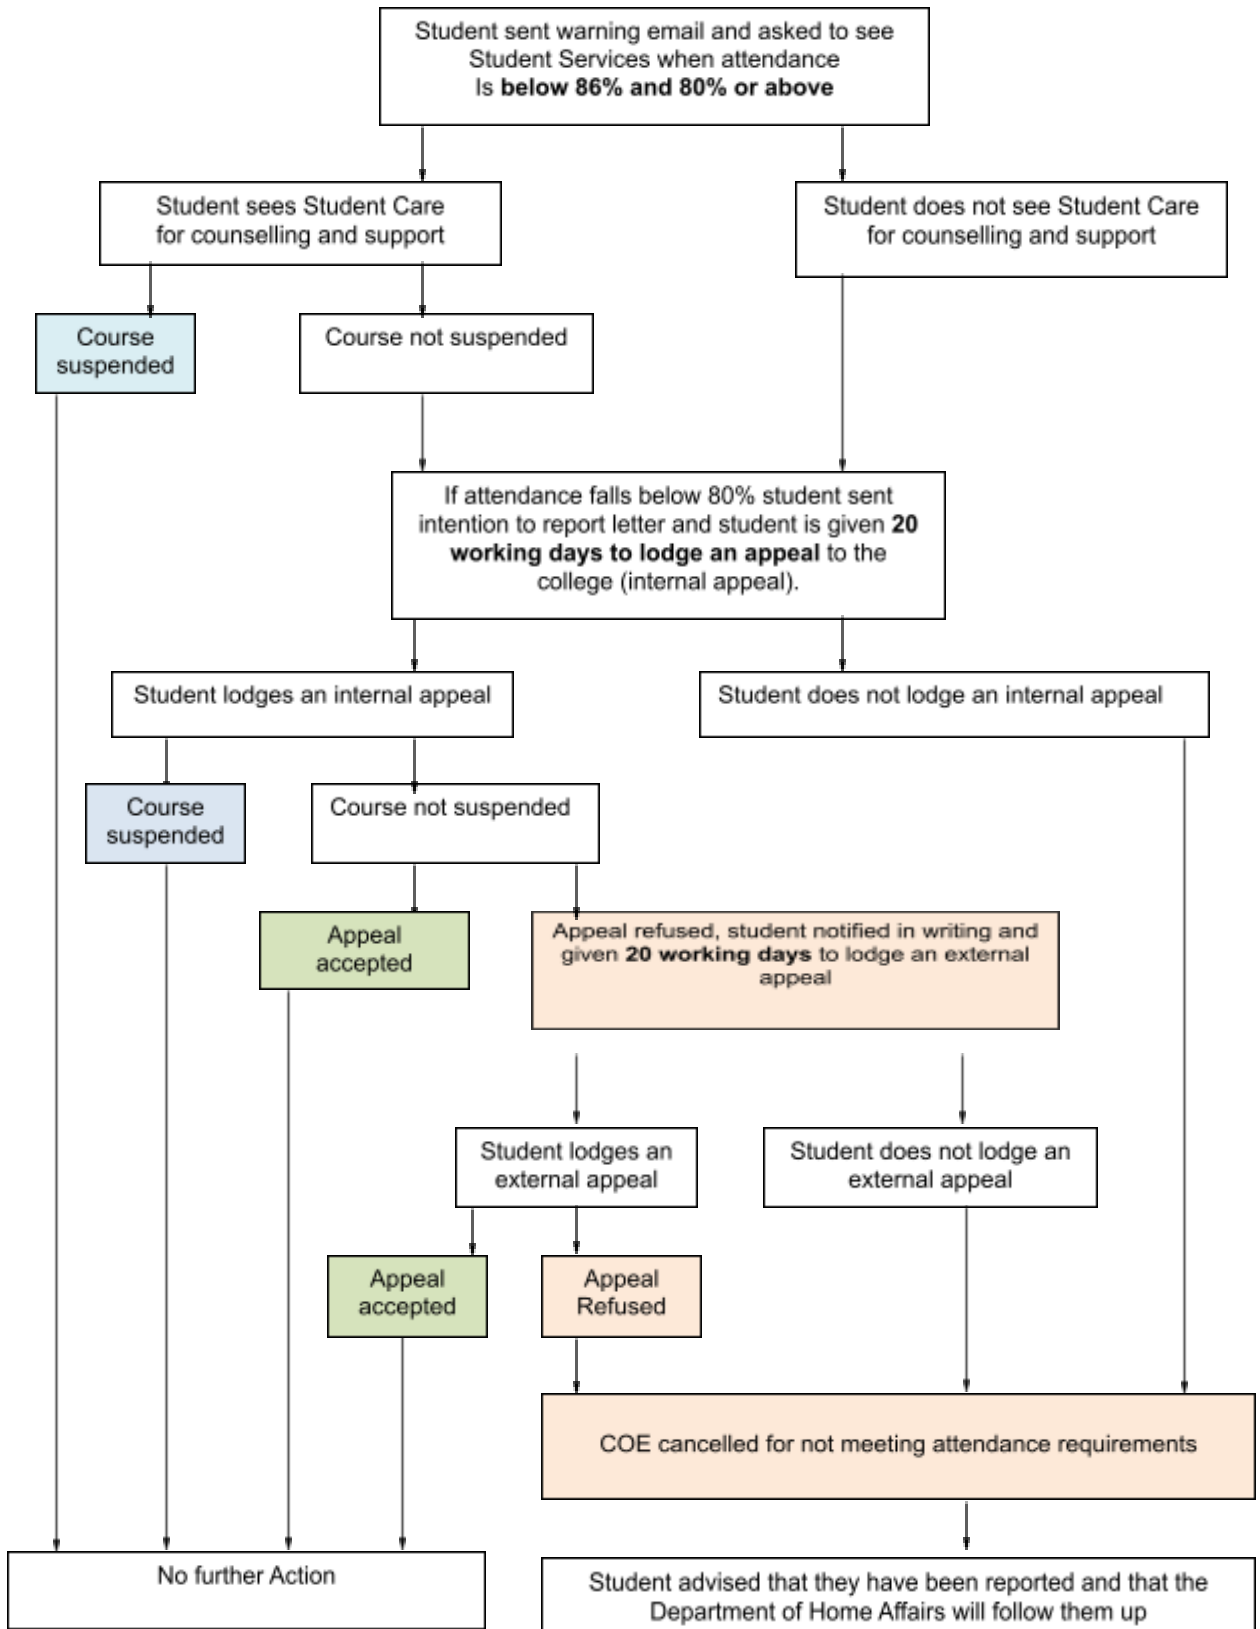 Student sent warning email and asked to see
Student Services when attendance
Is below 86% and 80% or above
Student sees Student Care
for counselling and support
Student does not see Student Care
for counselling and support
Course
suspended
Course not suspended
If attendance falls below 80% student sent
intention to report letter and student is given 20
working days to lodge an appeal to the
college (internal appeal).
Student lodges an internal appeal
Student does not lodge an internal appeal
Course
suspended
Course not suspended
Appeal
accepted
Appeal refused, student notified in writing and
given 20 working days to lodge an external
appeal
Student lodges an
external appeal
Student does not lodge an
external appeal
Appeal
accepted
Appeal
Refused
COE cancelled for not meeting attendance requirements
No further Action
Student advised that they have been reported and that the
Department of Home Affairs will follow them up